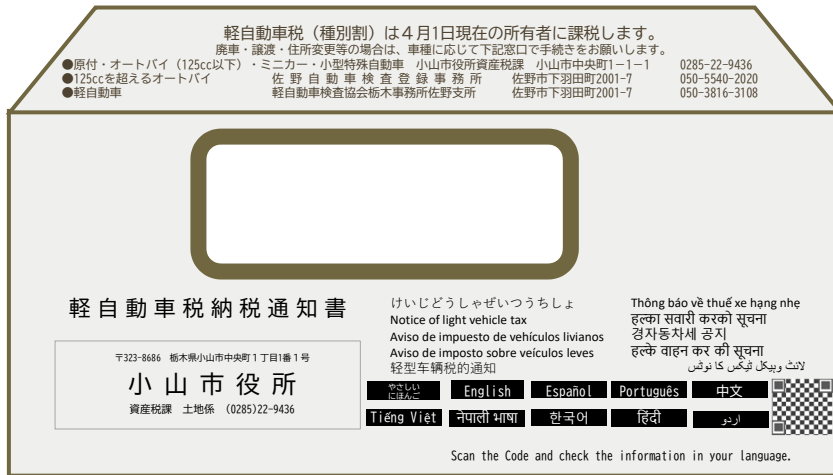 軽自動車税（種別割）は４月１日現在の所有者に課税します。
廃車・譲渡・住所変更等の場合は、車種に応じて下記窓口で手続きをお願いします。
●原付・オートバイ（125cc以下）・ミニカー・小型特殊自動車　小山市役所資産税課　小山市中央町1－1－1　0285-22-9436
●125ccを超えるオートバイ　佐野自動車検査登録事務所　佐野市下羽田町2001-7　050-5540-2020
●軽自動車　軽自動車検査協会栃木事務所佐野支所　佐野市下羽田町2001-7　050-3816-3108
軽自動車税納税通知書
〒323-8686　栃木県小山市中央町１丁目1番１号
小山市役所
資産税課　土地係　(0285)22-9436
けいじどうしゃぜいつうちしょ
Notice of light vehicle tax
Aviso de impuesto de vehículos livianos
Aviso de imposto sobre veículos leves
轻型车辆税的通知
Thông báo về thuế xe hạng nhẹ
हल्का सवारी करको सूचना
경자동차세 공지
हल्के वाहन कर की सूचना
لائٹ وہیکل ٹیکس کا نوٹس
やさしい
にほんご
English
Español
Português
中文
Tiếng Việt
नेपाली भाषा
한국어
हिंदी
اردو
Scan the Code and check the information in your language.